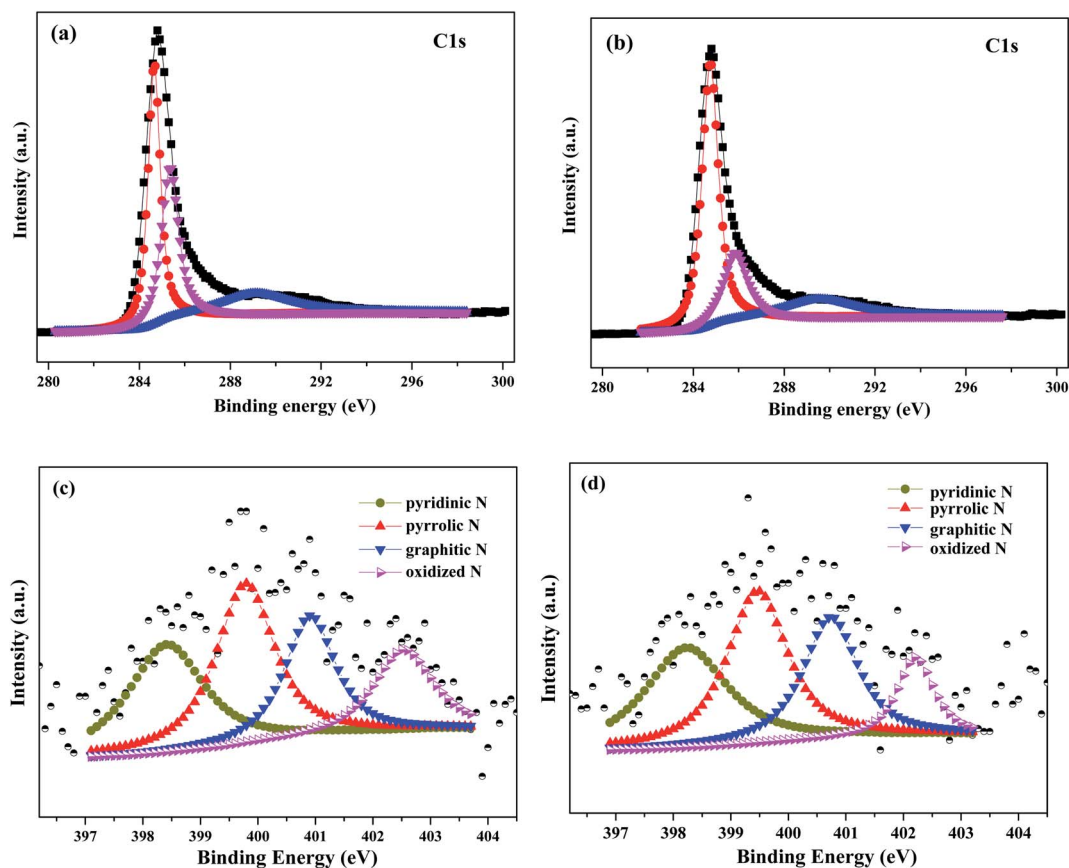 (a)
C1s
Intensity (a.u.)
280 284 288 292 296 300
Binding energy (eV)
(b)
C1s
Intensity (a.u.)
280 284 288 292 296 300
Binding energy (eV)
(c)
pyridinic N
pyrrolic N
graphitic N
oxidized N
Intensity (a.u.)
397 398 399 400 401 402 403 404
Binding Energy (eV)
(d)
pyridinic N
pyrrolic N
graphitic N
oxidized N
Intensity (a.u.)
397 398 399 400 401 402 403 404
Binding Energy (eV)